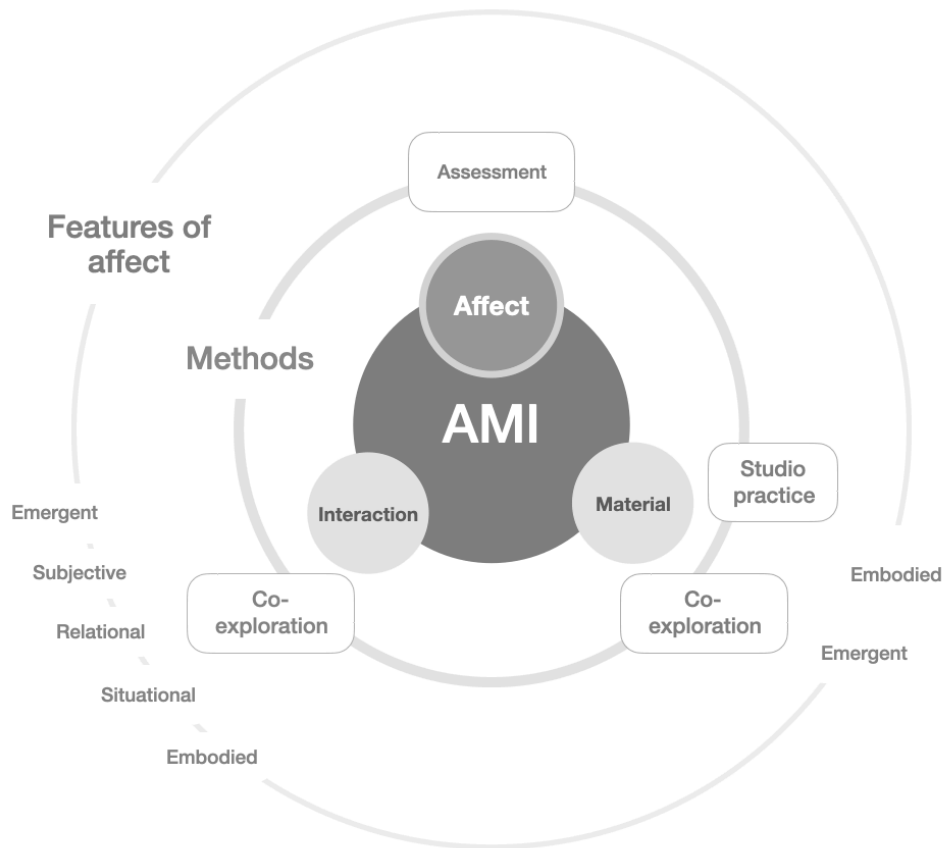 Assessment
Features of
affect
Affect
Methods
AMI
Studio
practice
Interaction
Material
Emergent
Subjective
Embodied
Co-
exploration
Co-
exploration
Relational
Emergent
Situational
Embodied